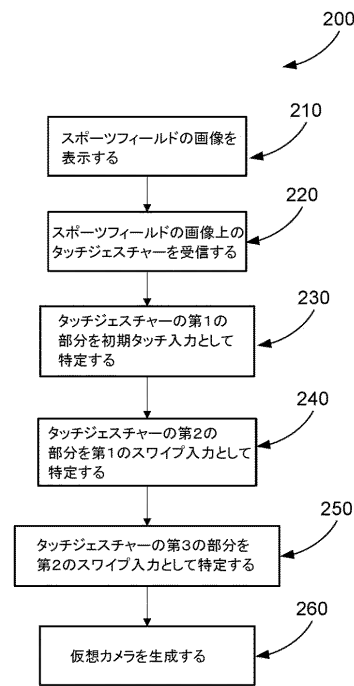 200
210
スポーツフィールドの画像を
表示する
220
スポーツフィールドの画像上の
タッチジェスチャーを受信する
230
タッチジェスチャーの第1の
部分を初期タッチ入力として
特定する
240
タッチジェスチャーの第2の
部分を第1のスワイプ入力として
特定する
250
タッチジェスチャーの第3の部分を
第2のスワイプ入力として特定する
260
仮想カメラを生成する